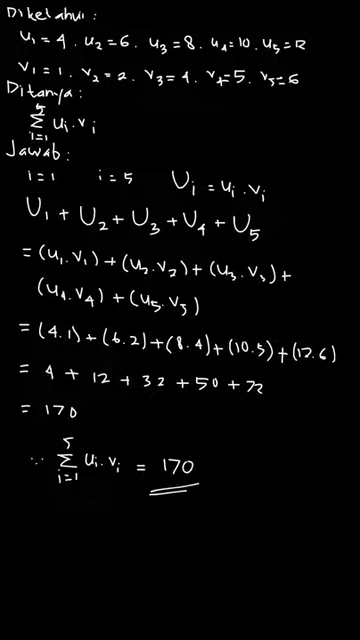 Diketahui:
u₁ = 4 . u₂ = 6 . u₃ = 8 . u₄ = 10 . u₅ = 12
v₁ = 1 . v₂ = 2 . v₃ = 4 . v₄ = 5 . v₅ = 6
Ditanya:
5
∑ uᵢ . vᵢ
i=1
Jawab:
i = 1 i = 5 Uᵢ = uᵢ . vᵢ
U₁ + U₂ + U₃ + U₄ + U₅
= (u₁.v₁) + (u₂.v₂) + (u₃.v₃) +
(u₄.v₄) + (u₅.v₅)
= (4.1) + (6.2) + (8.4) + (10.5) + (12.6)
= 4 + 12 + 32 + 50 + 72
= 170
5
∵ ∑ uᵢ . vᵢ = 170
i=1